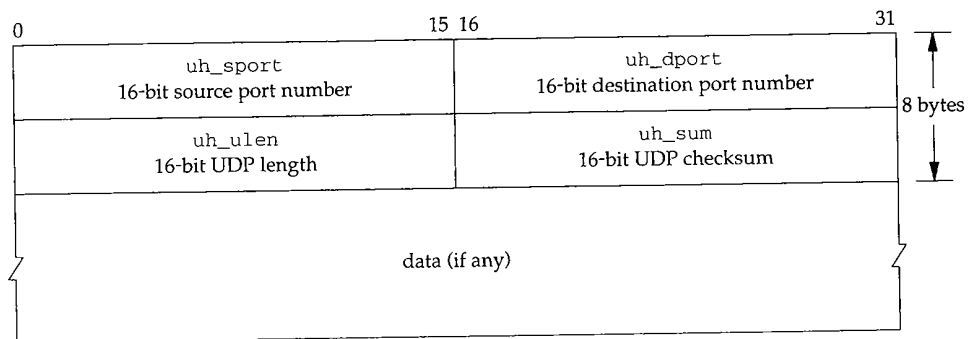 0 15 16 31
uh_sport uh_dport
16-bit source port number 16-bit destination port number
8 bytes
uh_ulen uh_sum
16-bit UDP length 16-bit UDP checksum
data (if any)